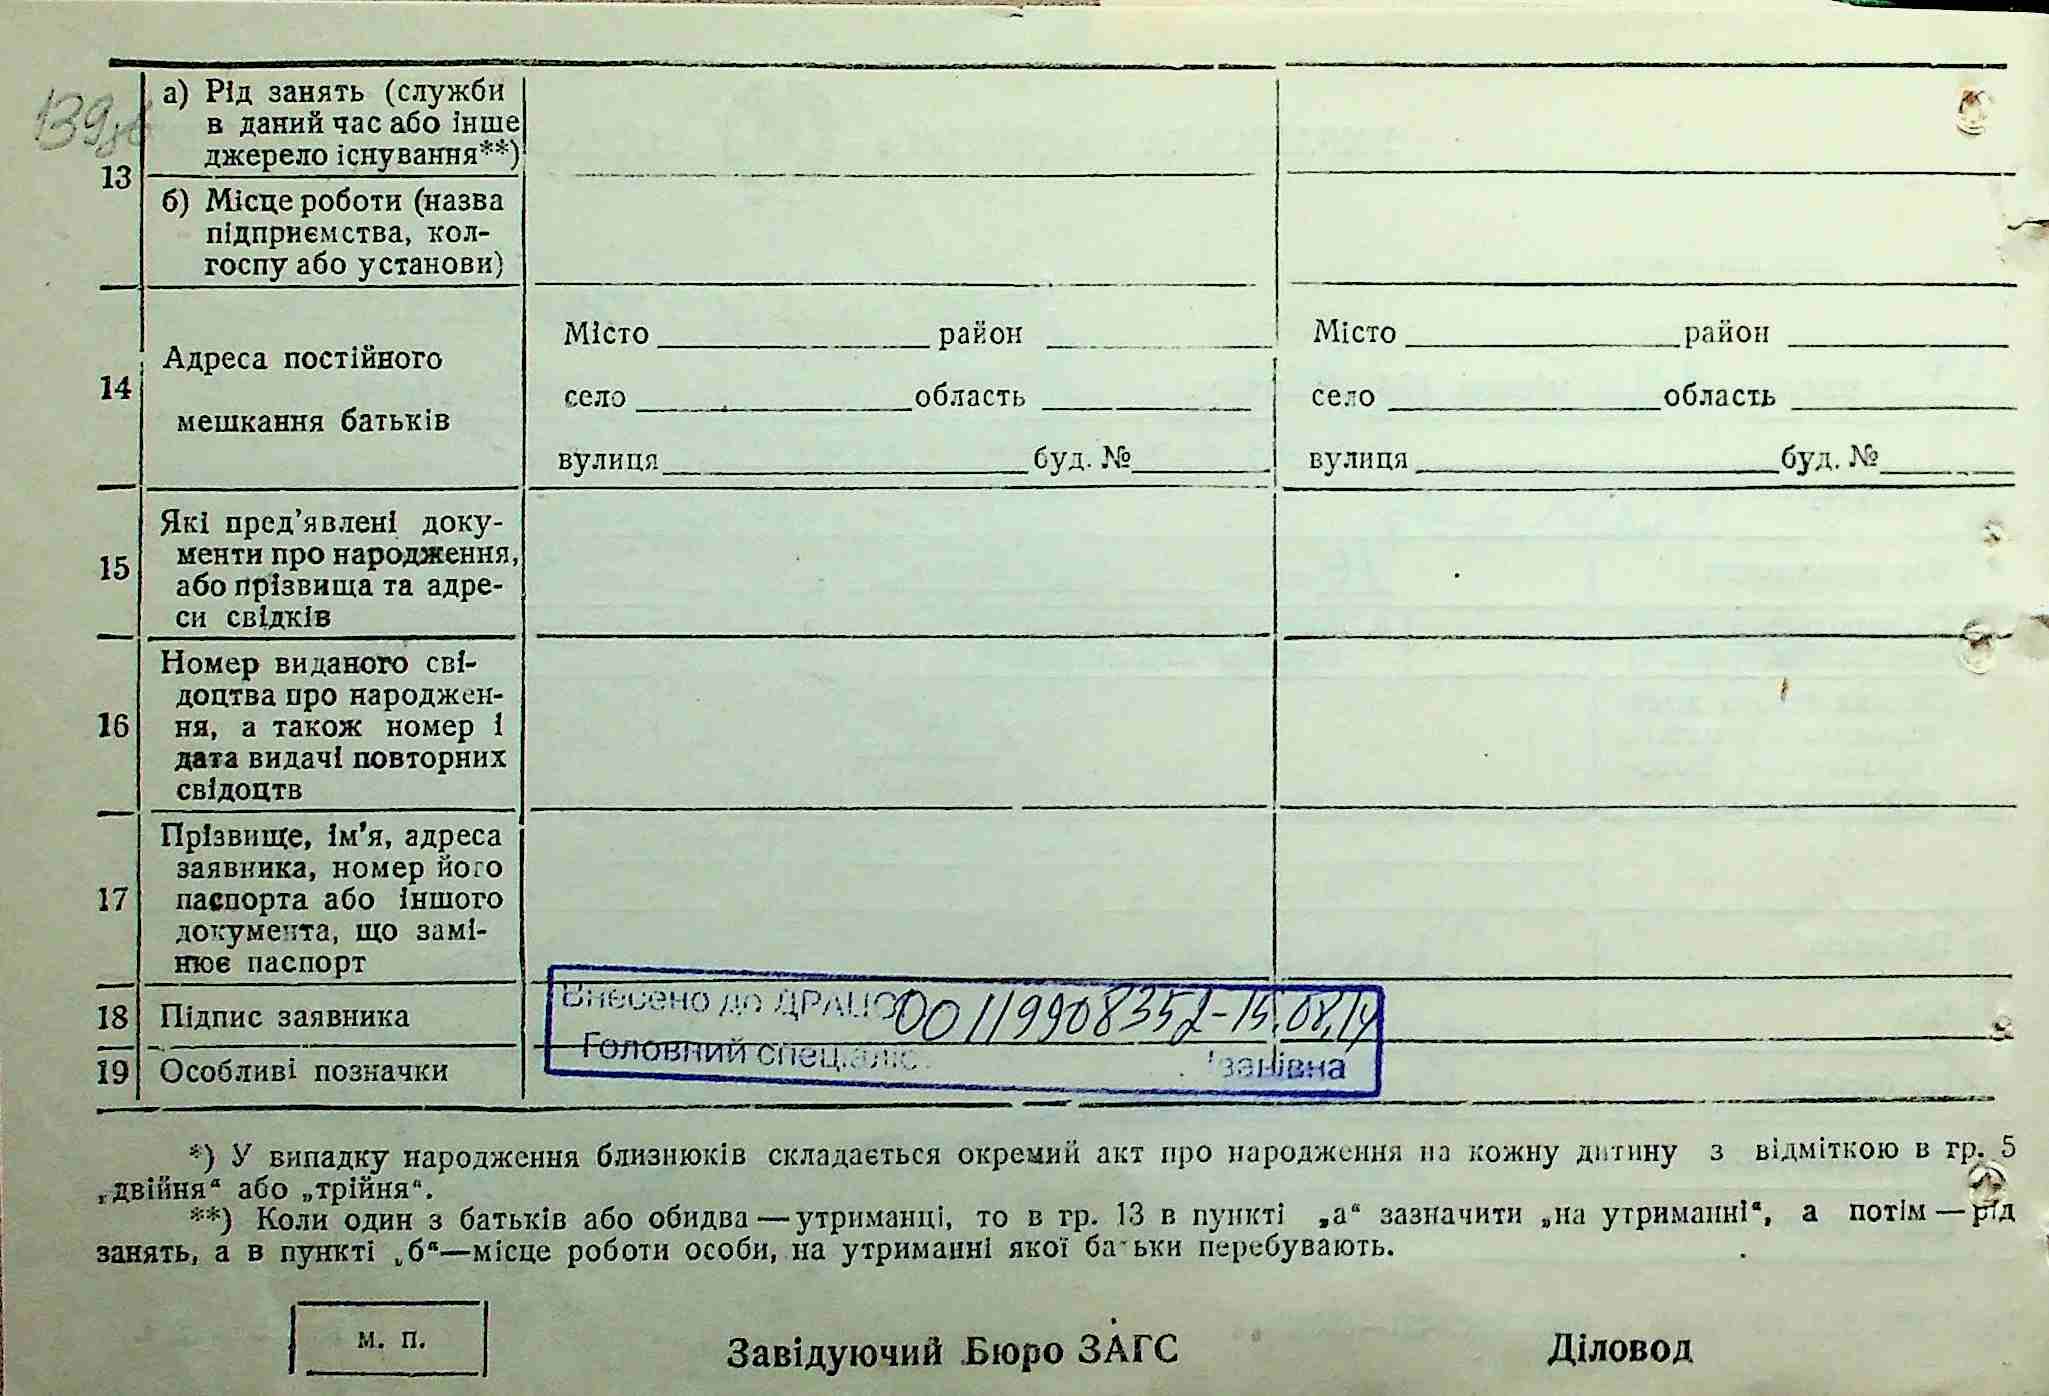 139
13
а) Рід занять (служби
в даний час або інше
джерело існування**)
б) Місце роботи (назва
підприємства, кол-
госпу або установи)
14
Адреса постійного
мешкання батьків
Місто район
село область
вулиця буд. №
Місто район
село область
вулиця буд. №
15
Які пред’явлені доку-
менти про народження,
або прізвища та адре-
си свідків
16
Номер виданого сві-
доцтва про народжен-
ня, а також номер і
дата видачі повторних
свідоцтв
17
Прізвище, ім’я, адреса
заявника, номер його
паспорта або іншого
документа, що замі-
нює паспорт
18 Підпис заявника
19 Особливі позначки
Внесено до ДРАЦС 00119908352-15.08.14
Головний
*) У випадку народження близнюків складається окремий акт про народження на кожну дитину з відміткою в гр. 5
„двійня“ або „трійня“.
**) Коли один з батьків або обидва — утриманці, то в гр. 13 в пункті „а“ зазначити „на утриманні“, а потім — рід
занять, а в пункті „б“—місце роботи особи, на утриманні якої батьки перебувають.
М. П.
Завідуючий Бюро ЗАГС
Діловод